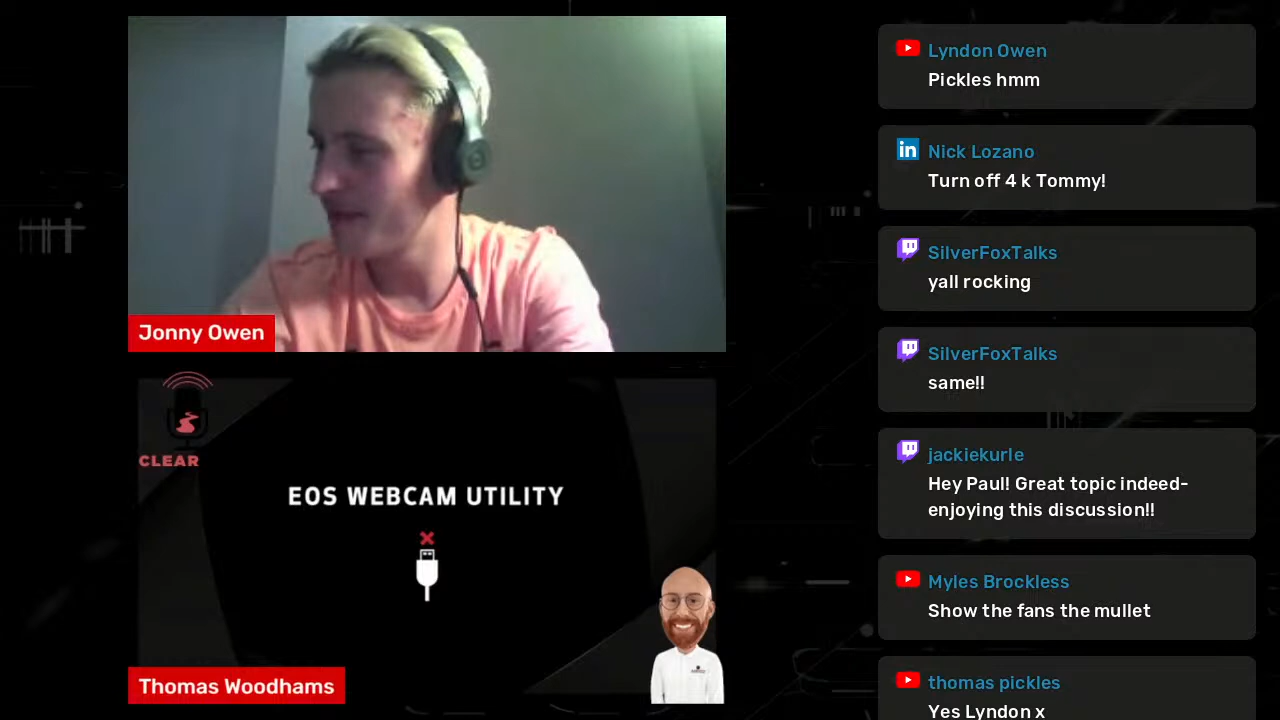 Jonny Owen
CLEAR
EOS WEBCAM UTILITY
Thomas Woodhams
Lyndon Owen
Pickles hmm
Nick Lozano
Turn off 4 k Tommy!
SilverFoxTalks
yall rocking
SilverFoxTalks
same!!
jackiekurle
Hey Paul! Great topic indeed-
enjoying this discussion!!
Myles Brockless
Show the fans the mullet
thomas pickles
Yes Lyndon x